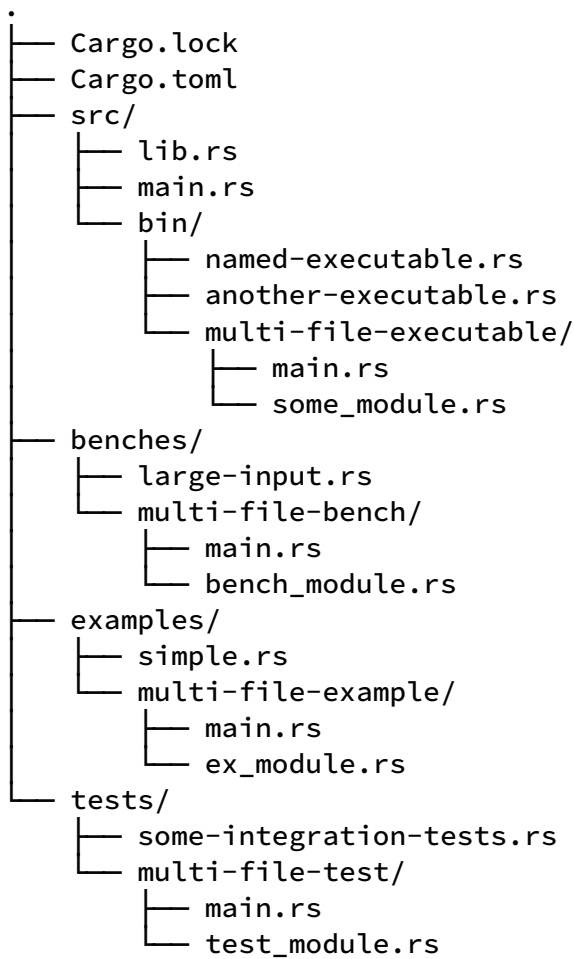 .
├── Cargo.lock
├── Cargo.toml
├── src/
│   ├── lib.rs
│   ├── main.rs
│   └── bin/
│       ├── named-executable.rs
│       ├── another-executable.rs
│       └── multi-file-executable/
│           ├── main.rs
│           └── some_module.rs
├── benches/
│   ├── large-input.rs
│   └── multi-file-bench/
│       ├── main.rs
│       └── bench_module.rs
├── examples/
│   ├── simple.rs
│   └── multi-file-example/
│       ├── main.rs
│       └── ex_module.rs
└── tests/
    ├── some-integration-tests.rs
    └── multi-file-test/
        ├── main.rs
        └── test_module.rs